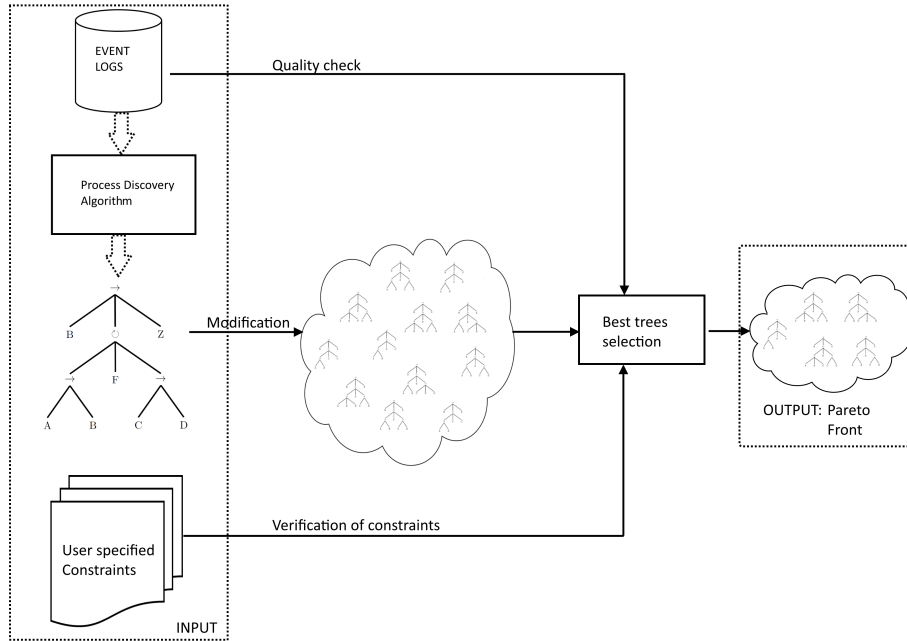 EVENT
LOGS
Quality check
Process Discovery
Algorithm
→
B ↻ Z
Modification
→ F →
A B C D
Best trees
selection
OUTPUT: Pareto
Front
Verification of constraints
User specified
Constraints
INPUT